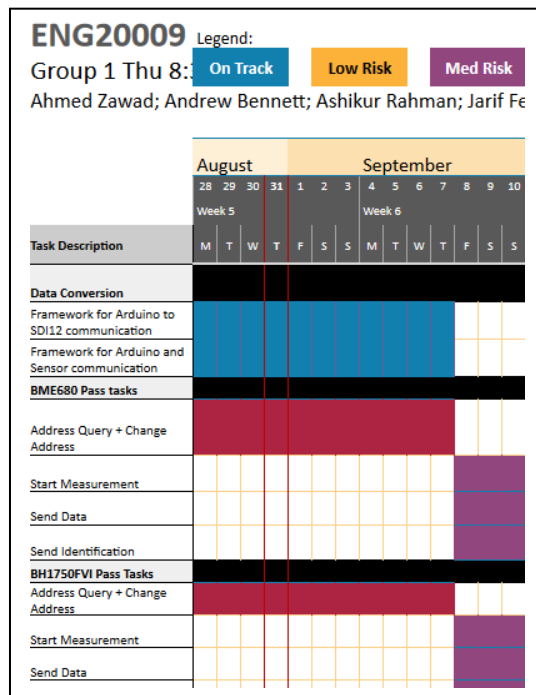 ENG20009 Legend:
Group 1 Thu 8: On Track Low Risk Med Risk
Ahmed Zawad; Andrew Bennett; Ashikur Rahman; Jarif Fe
August September
28 29 30 31 1 2 3 4 5 6 7 8 9 10
Week 5 Week 6
Task Description M T W T F S S M T W T F S S
Data Conversion
Framework for Arduino to
SDI12 communication
Framework for Arduino and
Sensor communication
BME680 Pass tasks
Address Query + Change
Address
Start Measurement
Send Data
Send Identification
BH1750FVI Pass Tasks
Address Query + Change
Address
Start Measurement
Send Data